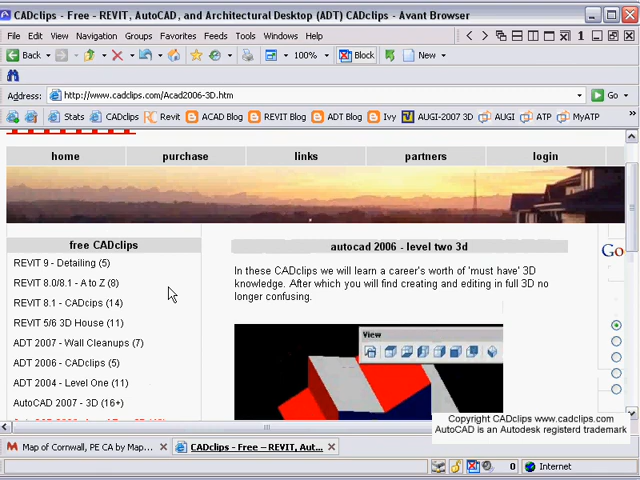 CADclips - Free - REVIT, AutoCAD, and Architectural Desktop (ADT) CADclips - Avant Browser
File Edit View Navigation Groups Favorites Feeds Tools Windows Help 1
Back 100% Block New
Address: http://www.cadclips.com/Acad2006-3D.htm Go
Stats CADclips Revit ACAD Blog REVIT Blog ADT Blog Ivy AUGI-2007 3D AUGI ATP MyATP
home purchase links partners login
free CADclips
REVIT 9 - Detailing (5)
REVIT 8.0/8.1 - A to Z (8)
REVIT 8.1 - CADcips (14)
REVIT 5/6 3D House (11)
ADT 2007 - Wall Cleanups (7)
ADT 2006 - CADclips (5)
ADT 2004 - Level One (11)
AutoCAD 2007 - 3D (16+)
autocad 2006 - level two 3d
In these CADclips we will learn a career's worth of 'must have' 3D
knowledge. After which you will find creating and editing in full 3D no
longer confusing.
View
Go
Copyright CADclips www.cadclips.com
AutoCAD is an Autodesk registerd trademark
Map of Cornwall, PE CA by Map... CADclips - Free -- REVIT, Aut...
0 Internet